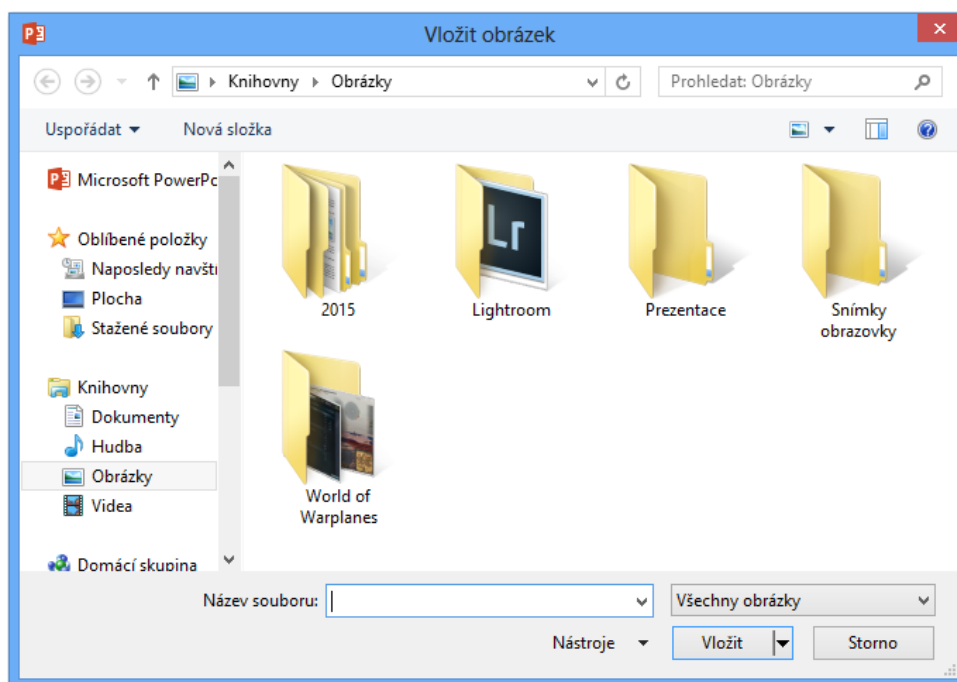 Vložit obrázek
Knihovny Obrázky
Prohledat: Obrázky
Uspořádat
Nová složka
Microsoft PowerPc
Oblíbené položky
Naposledy navšti
Plocha
Stažené soubory
Knihovny
Dokumenty
Hudba
Obrázky
Videa
Domácí skupina
2015
Lr
Lightroom
Prezentace
Snímky
obrazovky
World of
Warplanes
Název souboru:
Všechny obrázky
Nástroje
Vložit
Storno